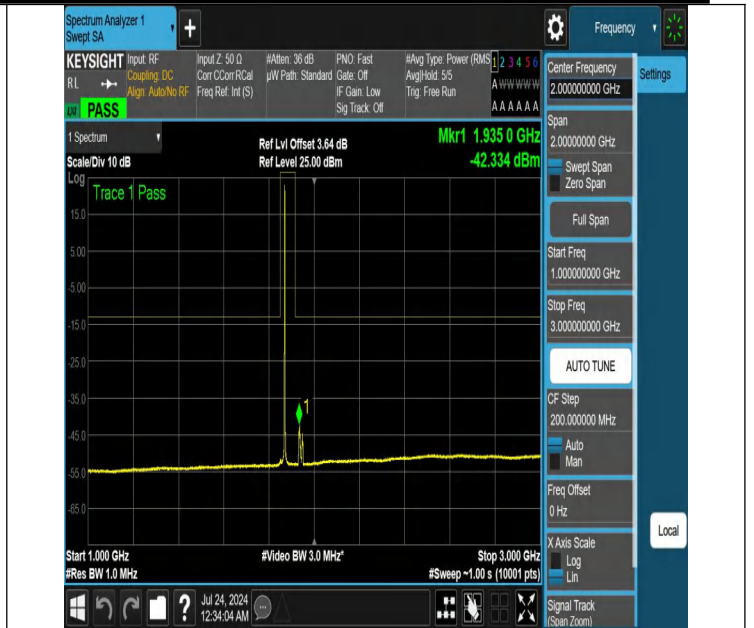 Spectrum Analyzer 1
Swept SA
+
Frequency
KEYSIGHT
RL
LXI PASS
Input: RF
Coupling: DC
Align: Auto/No RF
Input Z: 50 Ω
Corr CCorr RCal
Freq Ref: Int (S)
#Atten: 36 dB
µW Path: Standard
PNO: Fast
Gate: Off
IF Gain: Low
Sig Track: Off
#Avg Type: Power (RMS
Avg|Hold: 5/5
Trig: Free Run
1 2 3 4 5 6
A W W W W W
A A A A A A
1 Spectrum
Scale/Div 10 dB
Ref Lvl Offset 3.64 dB
Ref Level 25.00 dBm
Mkr1 1.935 0 GHz
-42.334 dBm
Log
Trace 1 Pass
15.0
5.00
-5.00
-15.0
-25.0
-35.0
1
-45.0
-55.0
-65.0
Start 1.000 GHz
#Video BW 3.0 MHz*
Stop 3.000 GHz
#Res BW 1.0 MHz
#Sweep ~1.00 s (10001 pts)
?
Jul 24, 2024
12:34:04 AM
Center Frequency
2.000000000 GHz
Settings
Span
2.00000000 GHz
Swept Span
Zero Span
Full Span
Start Freq
1.000000000 GHz
Stop Freq
3.000000000 GHz
AUTO TUNE
CF Step
200.000000 MHz
Auto
Man
Freq Offset
0 Hz
Local
X Axis Scale
Log
Lin
Signal Track
(Span Zoom)